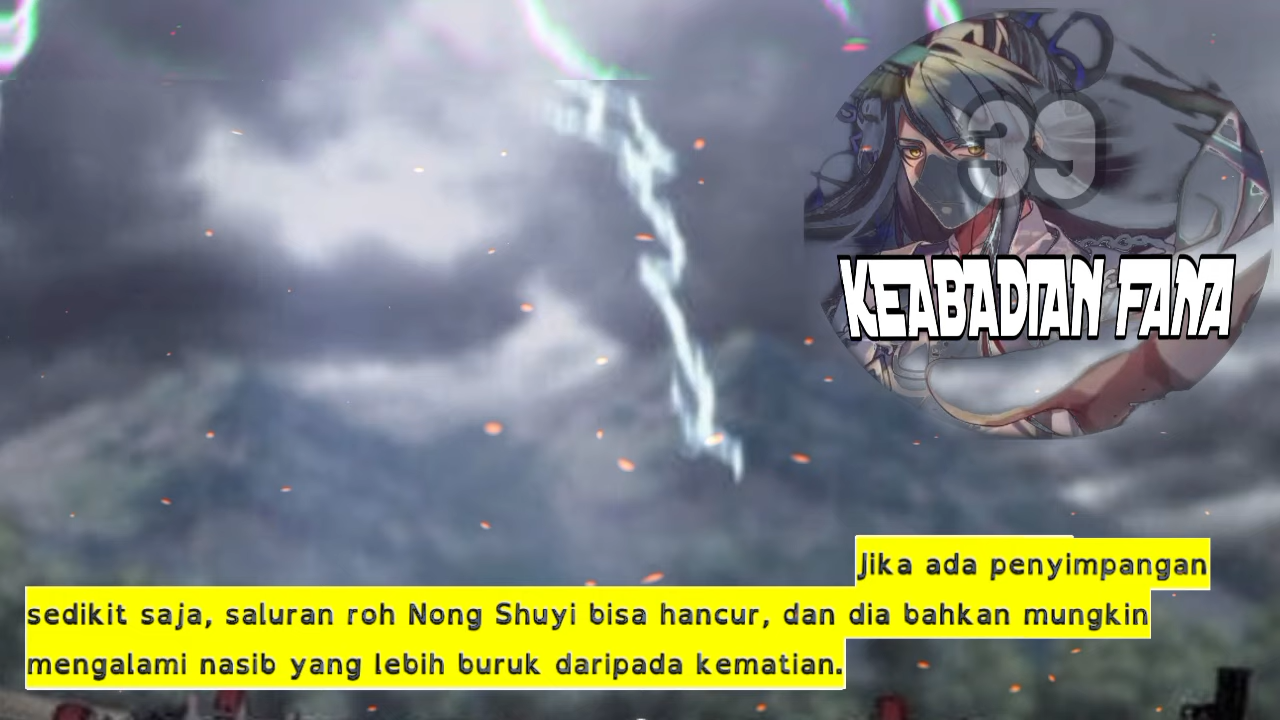 39
KEABADIAN FANA
Jika ada penyimpangan
sedikit saja, saluran roh Nong Shuyi bisa hancur, dan dia bahkan mungkin
mengalami nasib yang lebih buruk daripada kematian.